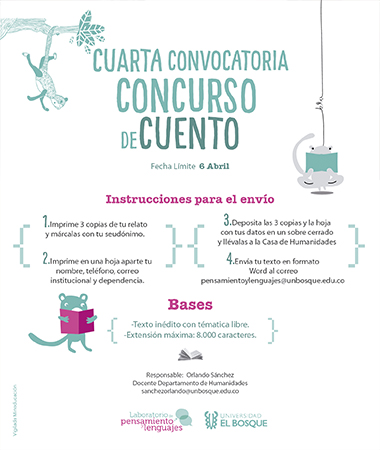 CUARTA CONVOCATORIA
CONCURSO
DE CUENTO
Fecha Límite 6 Abril
Instrucciones para el envío
1.Imprime 3 copias de tu relato
y márcalas con tu seudónimo.
2.Imprime en una hoja aparte tu
nombre, teléfono, correo
institucional y dependencia.
3.Deposita las 3 copias y la hoja
con tus datos en un sobre cerrado
y llévalas a la Casa de Humanidades
4.Envía tu texto en formato
Word al correo
pensamientoylenguajes@unbosque.edu.co
Bases
-Texto inédito con temática libre.
-Extensión máxima: 8.000 caracteres.
Responsable: Orlando Sánchez
Docente Departamento de Humanidades
sanchezorlando@unbosque.edu.co
Laboratorio de
pensamiento
y lenguajes
UNIVERSIDAD
EL BOSQUE
Vigilada Mineducación